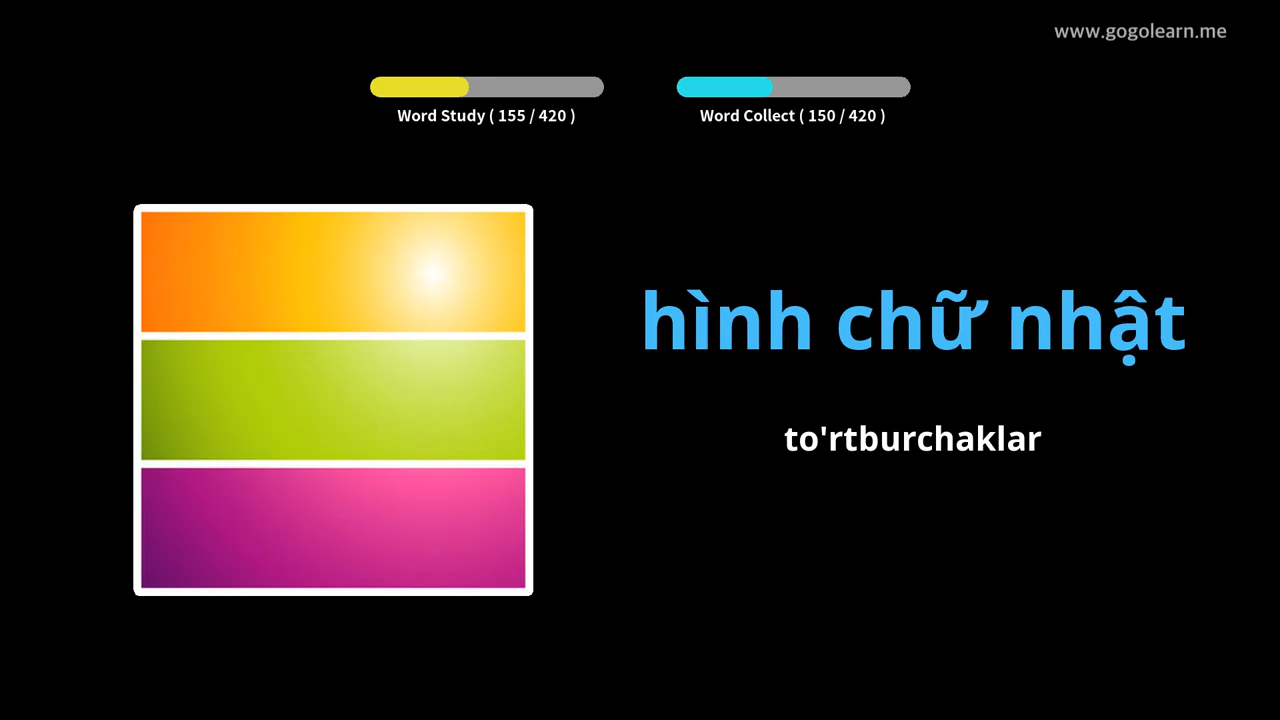 www.gogolearn.me
Word Study ( 155 / 420 )
Word Collect ( 150 / 420 )
hình chữ nhật
to'rtburchaklar